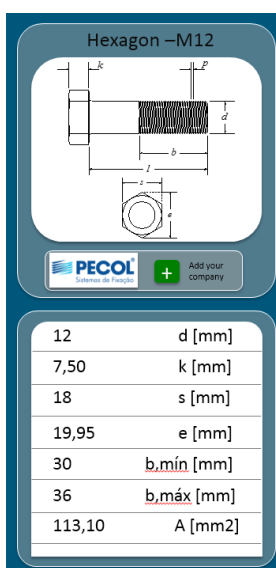 Hexagon –M12
k
p
d
b
l
s
e
PECOL
Sistemas de Fixação
+
Add your
company
12 d [mm]
7,50 k [mm]
18 s [mm]
19,95 e [mm]
30 b,mín [mm]
36 b,máx [mm]
113,10 A [mm2]